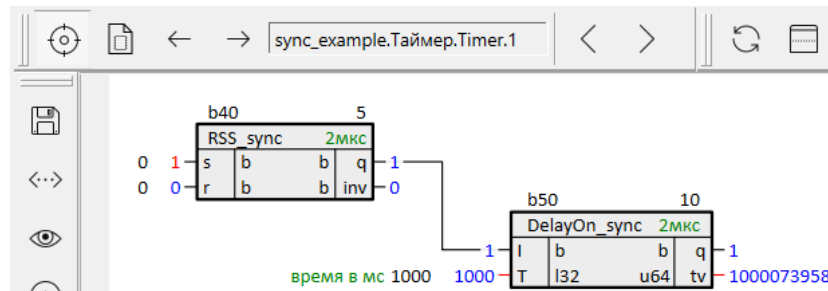 sync_example.Таймер.Timer.1
b40 5
RSS_sync 2мкс
0 1 s b b q 1
0 0 r b b inv 0
b50 10
DelayOn_sync 2мкс
1 I b b q 1
время в мс 1000 1000 T l32 u64 tv 1000073958